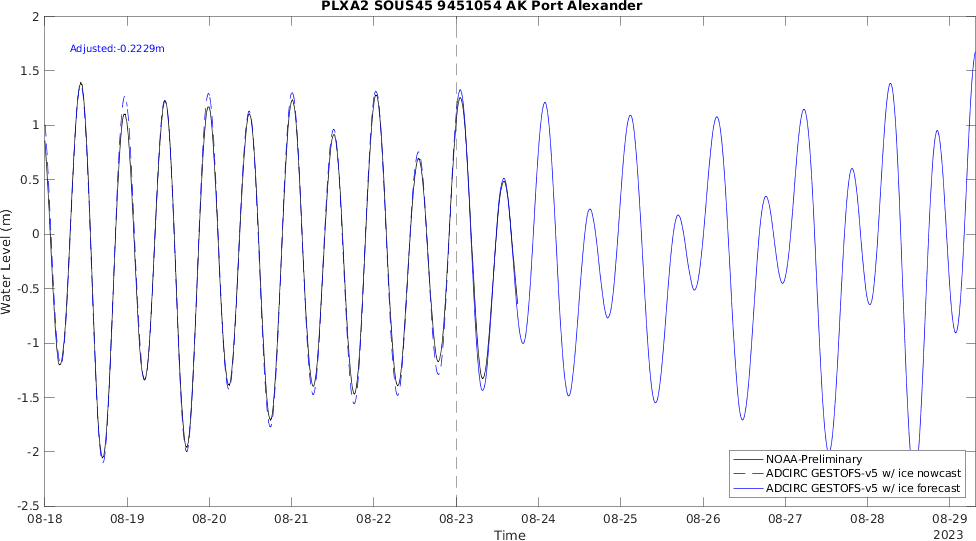 PLXA2 SOUS45 9451054 AK Port Alexander
Adjusted:-0.2229m
2
1.5
1
0.5
0
-0.5
-1
-1.5
-2
-2.5
Water Level (m)
NOAA-Preliminary
ADCIRC GESTOFS-v5 w/ ice nowcast
ADCIRC GESTOFS-v5 w/ ice forecast
08-18 08-19 08-20 08-21 08-22 08-23 08-24 08-25 08-26 08-27 08-28 08-29
2023
Time